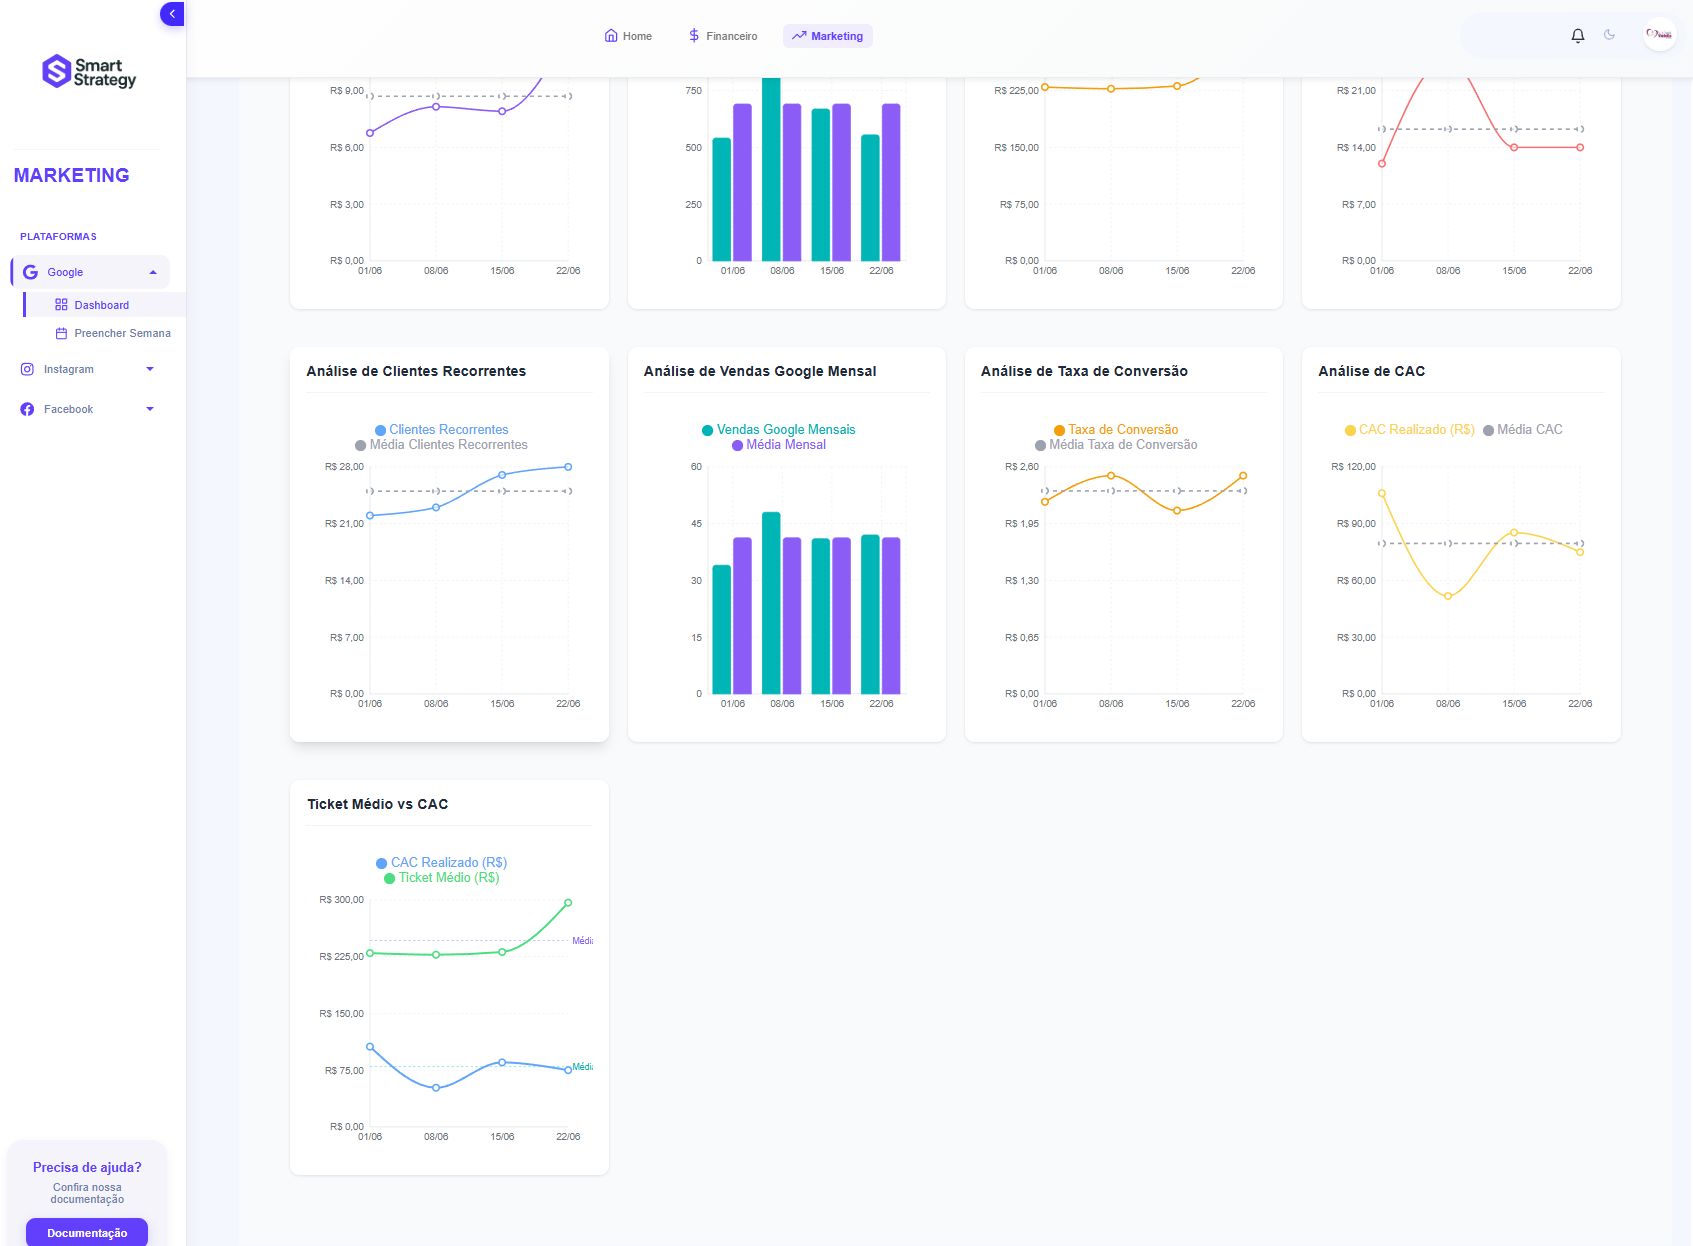 Home
Financeiro
Marketing
Smart
Strategy
MARKETING
PLATAFORMAS
Google
Dashboard
Preencher Semana
Instagram
Facebook
Precisa de ajuda?
Confira nossa
documentação
Documentação
R$ 9,00
R$ 6,00
R$ 3,00
R$ 0,00
01/06 08/06 15/06 22/06
750
500
250
0
01/06 08/06 15/06 22/06
R$ 225,00
R$ 150,00
R$ 75,00
R$ 0,00
01/06 08/06 15/06 22/06
R$ 21,00
R$ 14,00
R$ 7,00
R$ 0,00
01/06 08/06 15/06 22/06
Análise de Clientes Recorrentes
Clientes Recorrentes
Média Clientes Recorrentes
R$ 28,00
R$ 21,00
R$ 14,00
R$ 7,00
R$ 0,00
01/06 08/06 15/06 22/06
Análise de Vendas Google Mensal
Vendas Google Mensais
Média Mensal
60
45
30
15
0
01/06 08/06 15/06 22/06
Análise de Taxa de Conversão
Taxa de Conversão
Média Taxa de Conversão
R$ 2,60
R$ 1,95
R$ 1,30
R$ 0,65
R$ 0,00
01/06 08/06 15/06 22/06
Análise de CAC
CAC Realizado (R$) Média CAC
R$ 120,00
R$ 90,00
R$ 60,00
R$ 30,00
R$ 0,00
01/06 08/06 15/06 22/06
Ticket Médio vs CAC
CAC Realizado (R$)
Ticket Médio (R$)
R$ 300,00
R$ 225,00
R$ 150,00
R$ 75,00
R$ 0,00
Médi
Médi
01/06 08/06 15/06 22/06